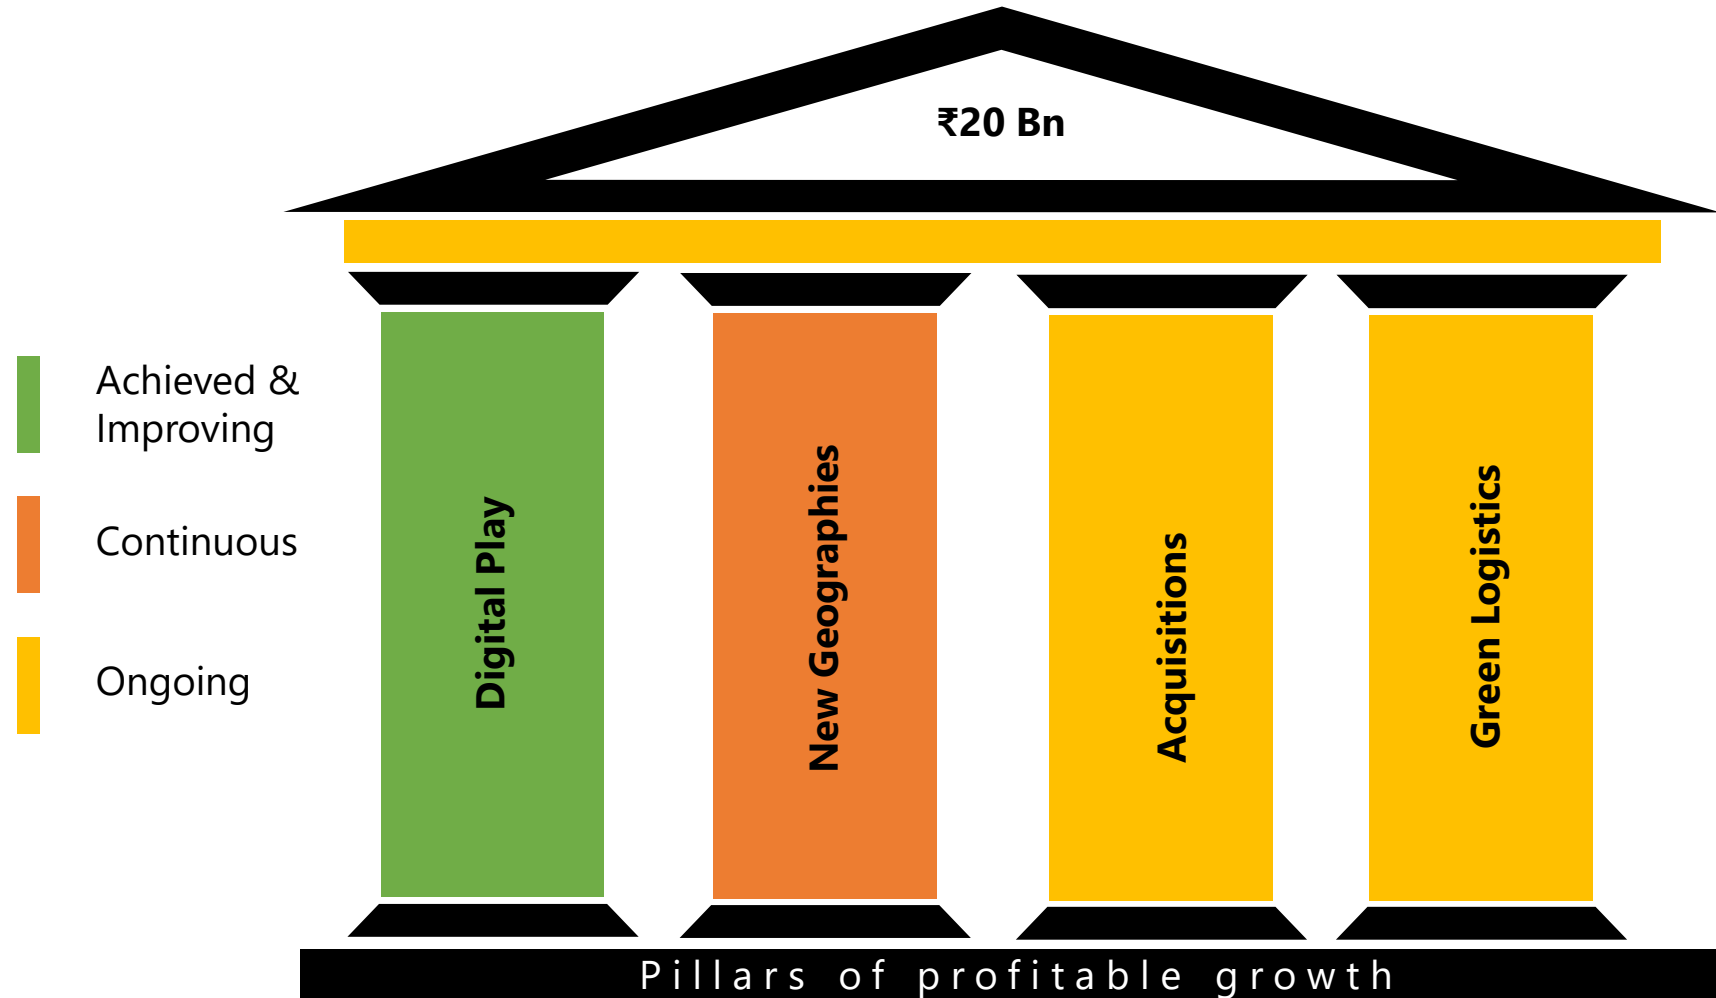 ₹20 Bn
Achieved &
Improving
Continuous
Ongoing
Digital Play
New Geographies
Acquisitions
Green Logistics
Pillars of profitable growth